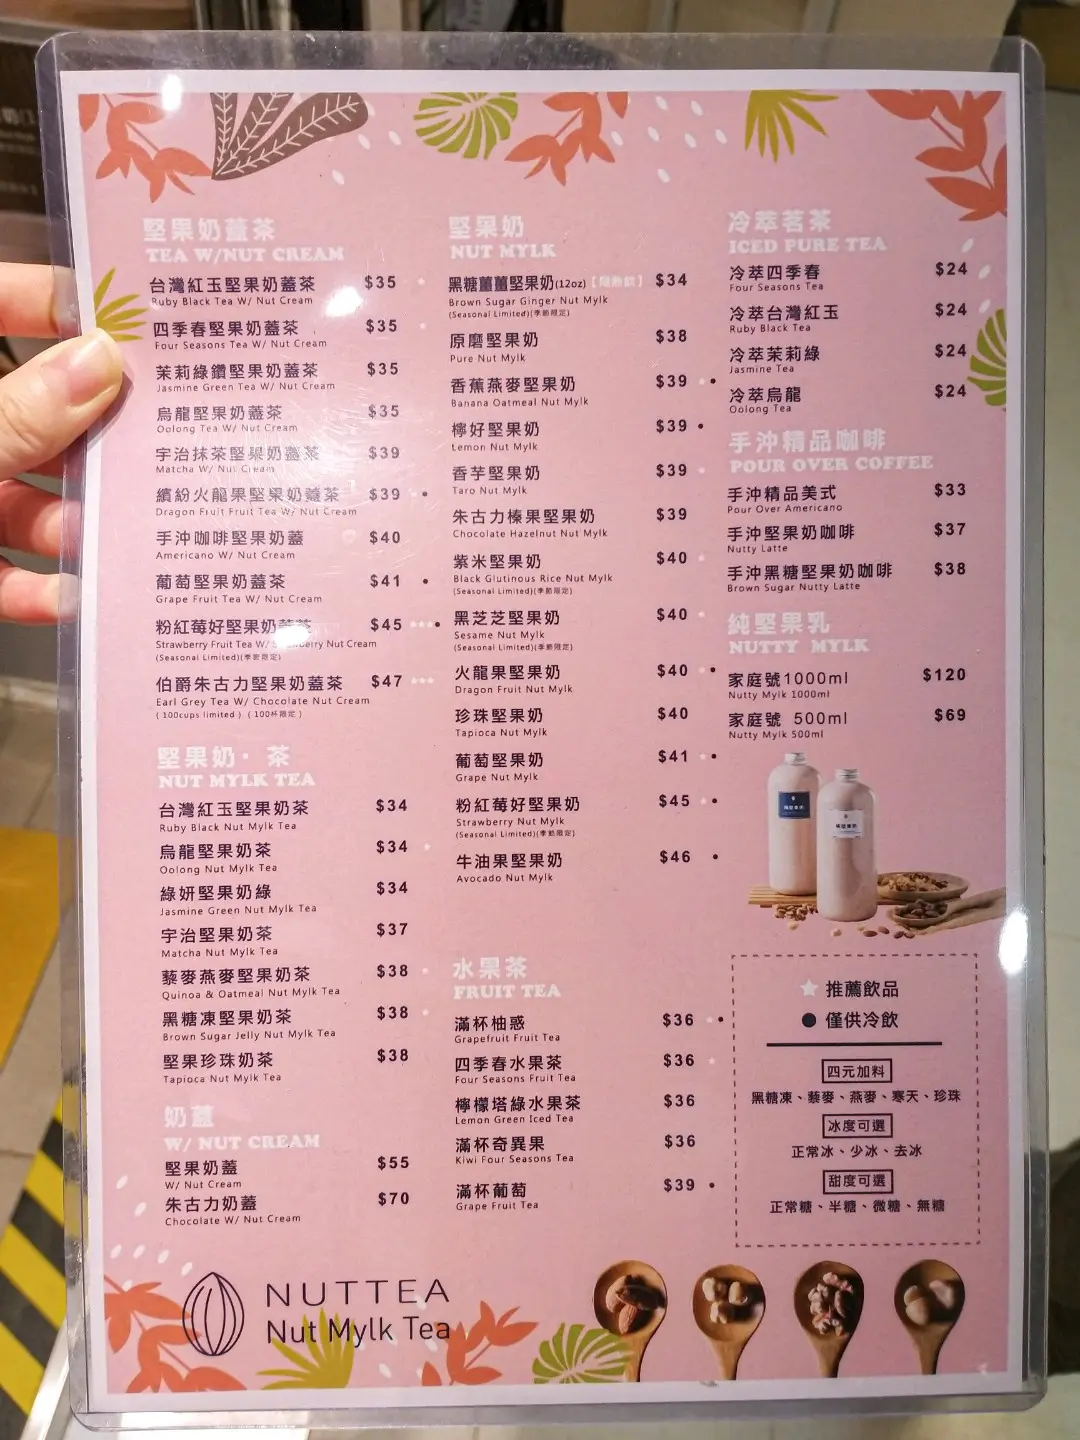 堅果奶蓋茶
TEA W/NUT CREAM
台灣紅玉堅果奶蓋茶 $35
Ruby Black Tea W/ Nut Cream
四季春堅果奶蓋茶 $35
Four Seasons Tea W/ Nut Cream
茉莉綠鑽堅果奶蓋茶 $35
Jasmine Green Tea W/ Nut Cream
烏龍堅果奶蓋茶 $35
Oolong Tea W/ Nut Cream
宇治抹茶堅果奶蓋茶 $39
Matcha W/ Nut Cream
繽紛火龍果堅果奶蓋茶 $39 ●
Dragon Fruit Fruit Tea W/ Nut Cream
手沖咖啡堅果奶蓋 $40
Americano W/ Nut Cream
葡萄堅果奶蓋茶 $41 ●
Grape Fruit Tea W/ Nut Cream
粉紅莓好堅果奶蓋茶 $45 ★★★●
Strawberry Fruit Tea W/ Strawberry Nut Cream
(Seasonal Limited)(季節限定)
伯爵朱古力堅果奶蓋茶 $47 ★★★
Earl Grey Tea W/ Chocolate Nut Cream
(100cups limited) (100杯限定)
堅果奶・茶
NUT MYLK TEA
台灣紅玉堅果奶茶 $34
Ruby Black Nut Mylk Tea
烏龍堅果奶茶 $34
Oolong Nut Mylk Tea
綠妍堅果奶綠 $34
Jasmine Green Nut Mylk Tea
宇治堅果奶茶 $37
Matcha Nut Mylk Tea
藜麥燕麥堅果奶茶 $38
Quinoa & Oatmeal Nut Mylk Tea
黑糖凍堅果奶茶 $38
Brown Sugar Jelly Nut Mylk Tea
堅果珍珠奶茶 $38
Tapioca Nut Mylk Tea
奶蓋
W/ NUT CREAM
堅果奶蓋 $55
W/ Nut Cream
朱古力奶蓋 $70
Chocolate W/ Nut Cream
NUTTEA
Nut Mylk Tea
堅果奶
NUT MYLK
黑糖薑薑堅果奶(12oz)【限熱飲】 $34
Brown Sugar Ginger Nut Mylk
(Seasonal Limited)(季節限定)
原磨堅果奶 $38
Pure Nut Mylk
香蕉燕麥堅果奶 $39 ●
Banana Oatmeal Nut Mylk
檸好堅果奶 $39 ●
Lemon Nut Mylk
香芋堅果奶 $39
Taro Nut Mylk
朱古力榛果堅果奶 $39
Chocolate Hazelnut Nut Mylk
紫米堅果奶 $40
Black Glutinous Rice Nut Mylk
(Seasonal Limited)(季節限定)
黑芝芝堅果奶 $40
Sesame Nut Mylk
(Seasonal Limited)(季節限定)
火龍果堅果奶 $40 ●
Dragon Fruit Nut Mylk
珍珠堅果奶 $40
Tapioca Nut Mylk
葡萄堅果奶 $41 ●
Grape Nut Mylk
粉紅莓好堅果奶 $45 ●
Strawberry Nut Mylk
(Seasonal Limited)(季節限定)
牛油果堅果奶 $46 ●
Avocado Nut Mylk
水果茶
FRUIT TEA
滿杯柚惑 $36 ●
Grapefruit Fruit Tea
四季春水果茶 $36
Four Seasons Fruit Tea
檸檬塔綠水果茶 $36
Lemon Green Iced Tea
滿杯奇異果 $36
Kiwi Four Seasons Tea
滿杯葡萄 $39 ●
Grape Fruit Tea
冷萃茗茶
ICED PURE TEA
冷萃四季春 $24
Four Seasons Tea
冷萃台灣紅玉 $24
Ruby Black Tea
冷萃茉莉綠 $24
Jasmine Tea
冷萃烏龍 $24
Oolong Tea
手沖精品咖啡
POUR OVER COFFEE
手沖精品美式 $33
Pour Over Americano
手沖堅果奶咖啡 $37
Nutty Latte
手沖黑糖堅果奶咖啡 $38
Brown Sugar Nutty Latte
純堅果乳
NUTTY MYLK
家庭號1000ml $120
Nutty Mylk 1000ml
家庭號 500ml $69
Nutty Mylk 500ml
★ 推薦飲品
● 僅供冷飲
四元加料
黑糖凍、藜麥、燕麥、寒天、珍珠
冰度可選
正常冰、少冰、去冰
甜度可選
正常糖、半糖、微糖、無糖